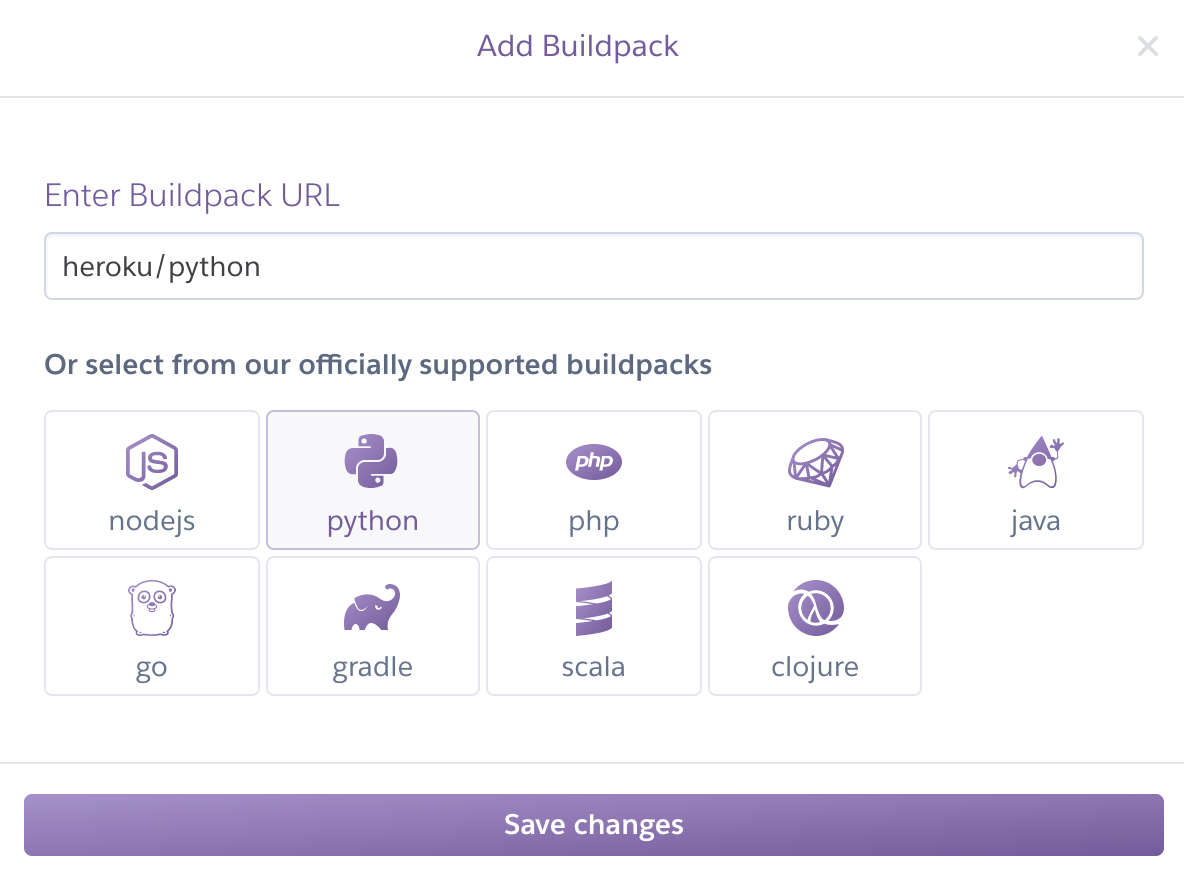 Add Buildpack
Enter Buildpack URL
heroku/python
Or select from our officially supported buildpacks
JS
php
nodejs
python
php
ruby
java
go
gradle
scala
clojure
Save changes